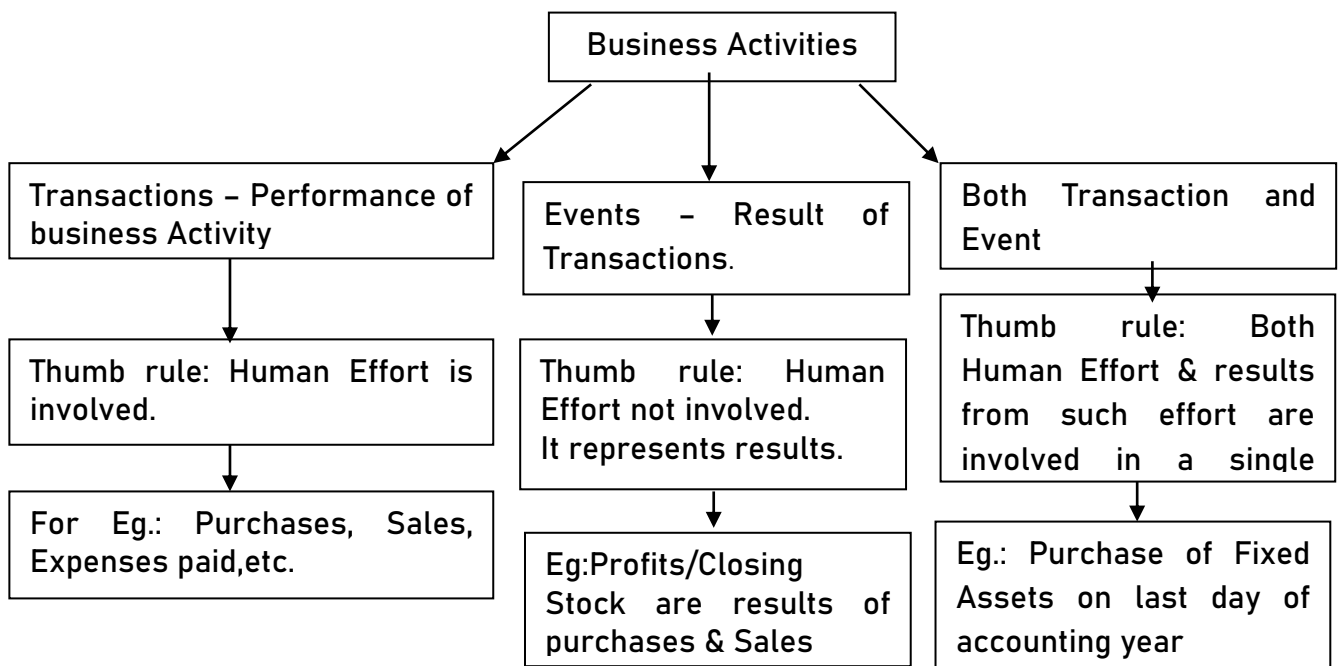 Business Activities
Transactions – Performance of
business Activity
Thumb rule: Human Effort is
involved.
For Eg.: Purchases, Sales,
Expenses paid,etc.
Events – Result of
Transactions.
Thumb rule: Human
Effort not involved.
It represents results.
Eg:Profits/Closing
Stock are results of
purchases & Sales
Both Transaction and
Event
Thumb rule: Both
Human Effort & results
from such effort are
involved in a single
Eg.: Purchase of Fixed
Assets on last day of
accounting year